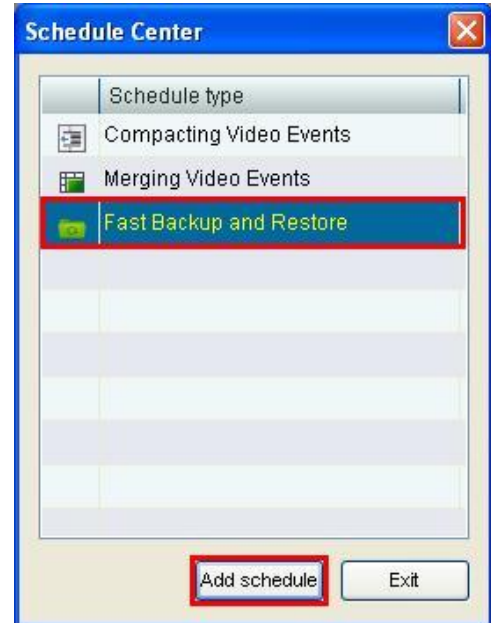 Schedule Center
Schedule type
Compacting Video Events
Merging Video Events
Fast Backup and Restore
Add schedule
Exit